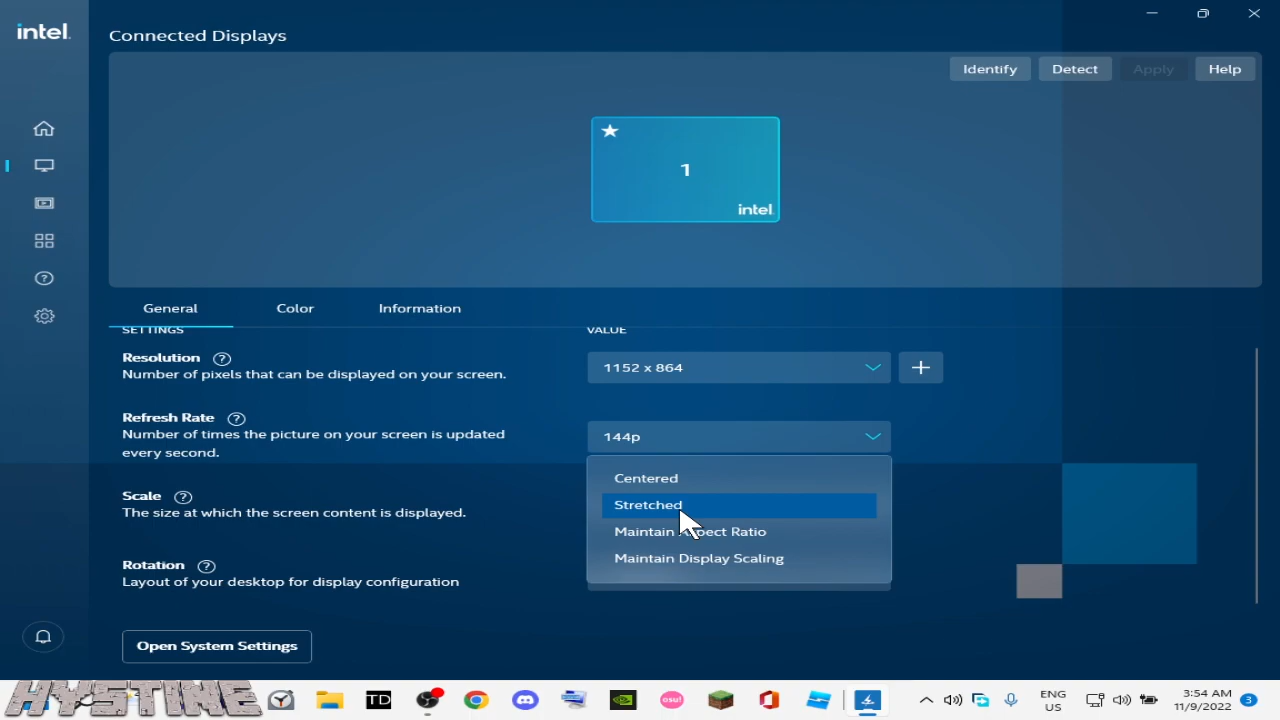 intel.
Connected Displays
Identify
Detect
Apply
Help
1
intel
General
Color
Information
SETTINGS
VALUE
Resolution
Number of pixels that can be displayed on your screen.
1152 x 864
Refresh Rate
Number of times the picture on your screen is updated
every second.
144p
Scale
The size at which the screen content is displayed.
Centered
Stretched
Maintain Aspect Ratio
Maintain Display Scaling
Rotation
Layout of your desktop for display configuration
Open System Settings
HYSTINE
TD
osu!
ENG
US
3:54 AM
11/9/2022
3